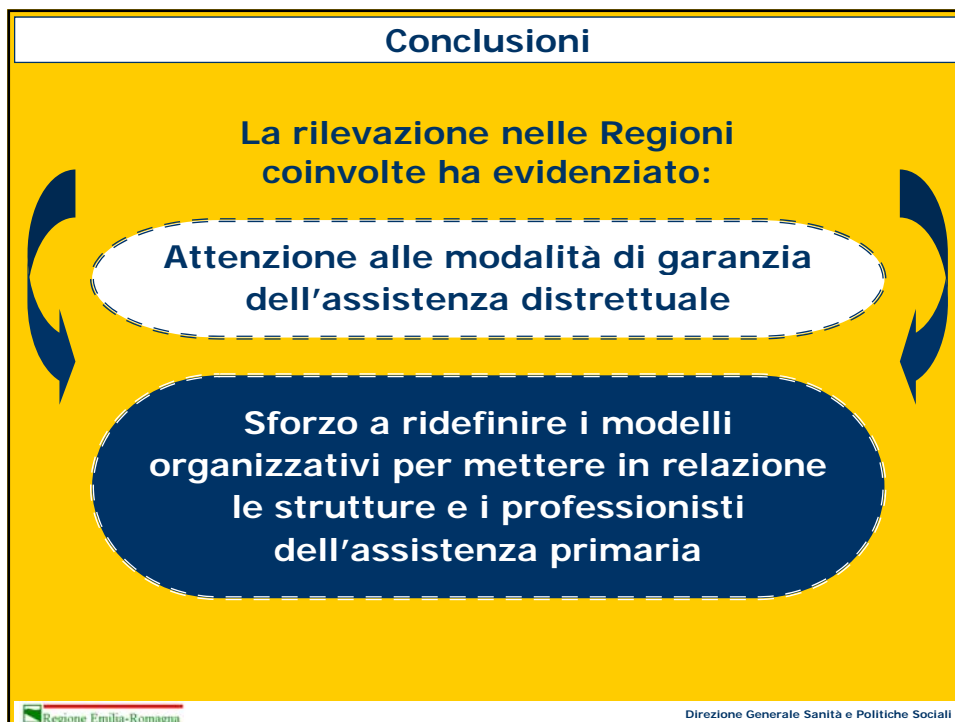 Conclusioni
La rilevazione nelle Regioni
coinvolte ha evidenziato:
Attenzione alle modalità di garanzia
dell’assistenza distrettuale
Sforzo a ridefinire i modelli
organizzativi per mettere in relazione
le strutture e i professionisti
dell’assistenza primaria
Regione Emilia-Romagna
Direzione Generale Sanità e Politiche Sociali